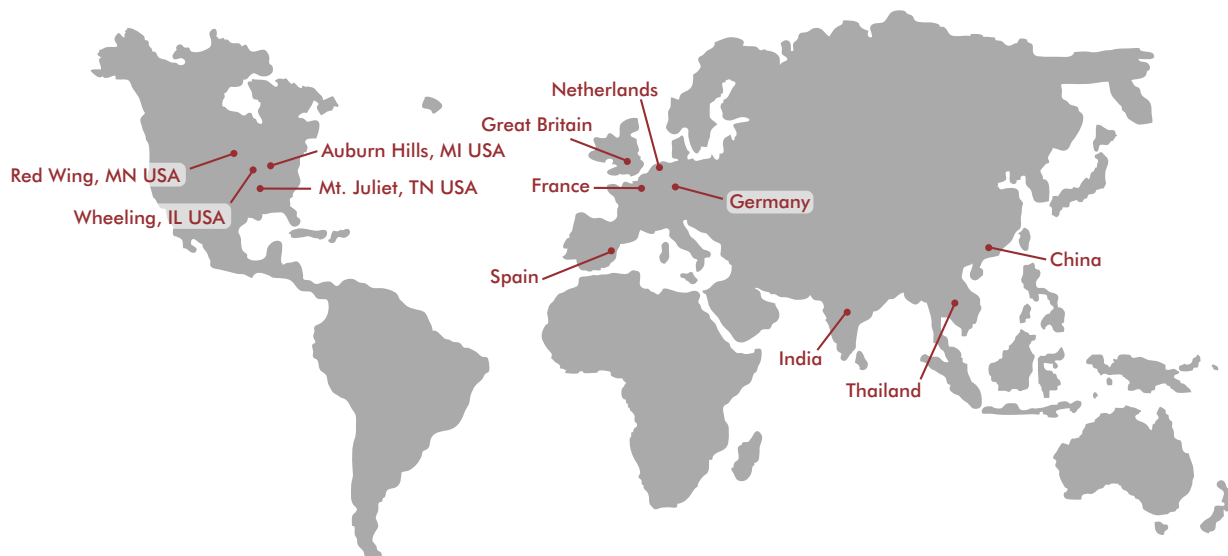 Netherlands
Great Britain
Auburn Hills, MI USA
Red Wing, MN USA
Mt. Juliet, TN USA
France
Germany
Wheeling, IL USA
China
Spain
India
Thailand